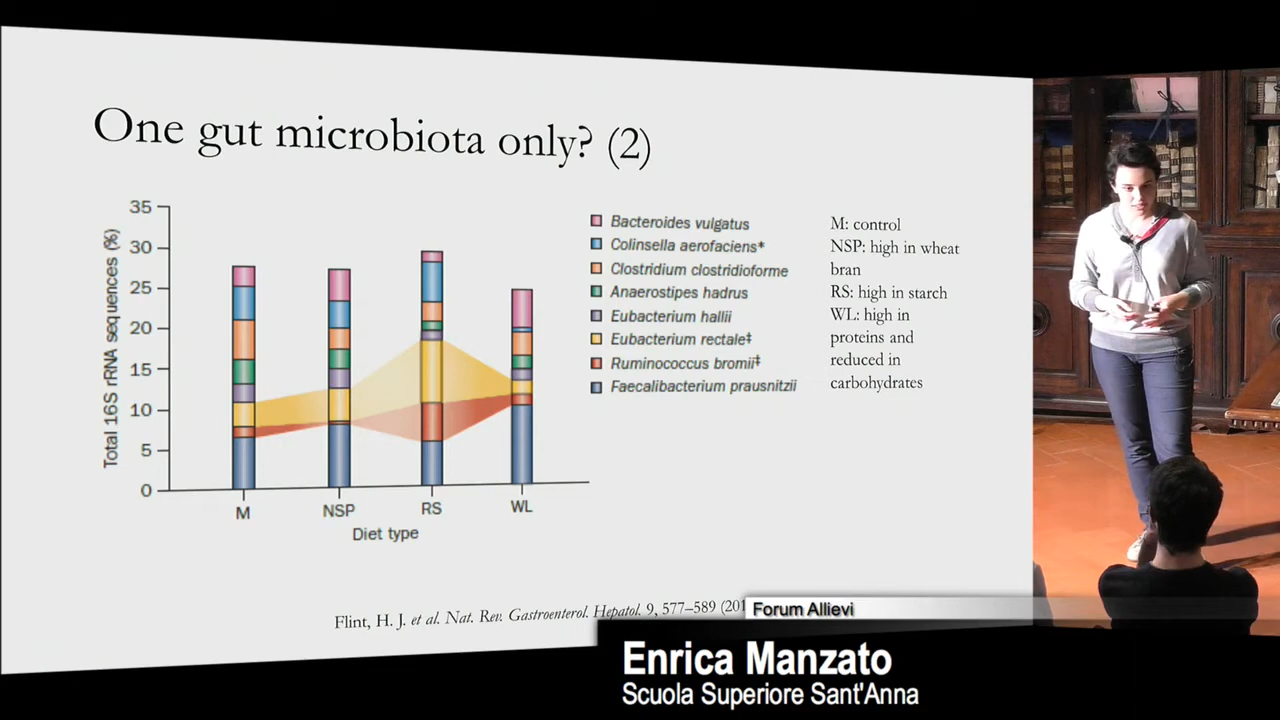 One gut microbiota only? (2)
Total 16S rRNA sequences (%)
35
30
25
20
15
10
5
0
M
NSP
RS
WL
Diet type
Bacteroides vulgatus
Colinsella aerofaciens*
Clostridium clostridioforme
Anaerostipes hadrus
Eubacterium hallii
Eubacterium rectale‡
Ruminococcus bromii‡
Faecalibacterium prausnitzii
M: control
NSP: high in wheat
bran
RS: high in starch
WL: high in
proteins and
reduced in
carbohydrates
Flint, H. J. et al. Nat. Rev. Gastroenterol. Hepatol. 9, 577–589 (201
Forum Allievi
Enrica Manzato
Scuola Superiore Sant'Anna